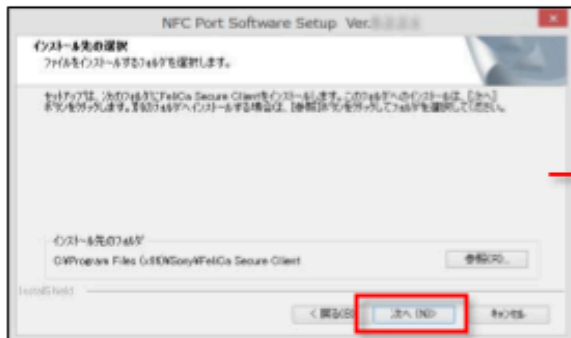 NFC Port Software Setup Ver.
インストール先の選択
ファイルをインストールするフォルダを選択します。
セットアップは、次のフォルダにFeliCa Secure Clientをインストールします。このフォルダへのインストールは、[次へ]
ボタンをクリックします。別のフォルダへインストールする場合は、[参照]ボタンをクリックしてフォルダを選択してください。
インストール先のフォルダ
C:¥Program Files (x86)¥Sony¥FeliCa Secure Client
参照(R)...
InstallShield
< 戻る(B)
次へ(N)>
キャンセル